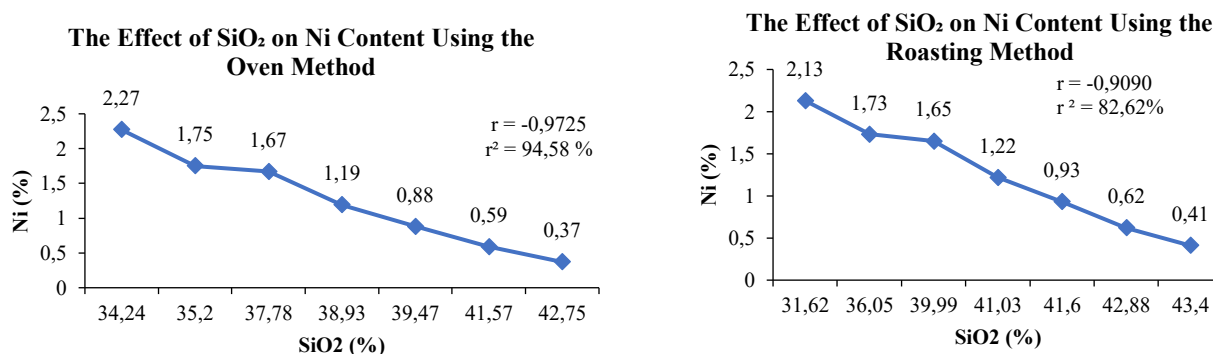 The Effect of SiO₂ on Ni Content Using the
Oven Method
r = -0,9725
r² = 94,58 %
2,27
1,75
1,67
1,19
0,88
0,59
0,37
2,5
2
1,5
1
0,5
0
Ni (%)
34,24 35,2 37,78 38,93 39,47 41,57 42,75
SiO2 (%)
The Effect of SiO₂ on Ni Content Using the
Roasting Method
r = -0,9090
r ² = 82,62%
2,13
1,73
1,65
1,22
0,93
0,62
0,41
2,5
2
1,5
1
0,5
0
Ni (%)
31,62 36,05 39,99 41,03 41,6 42,88 43,4
SiO2 (%)